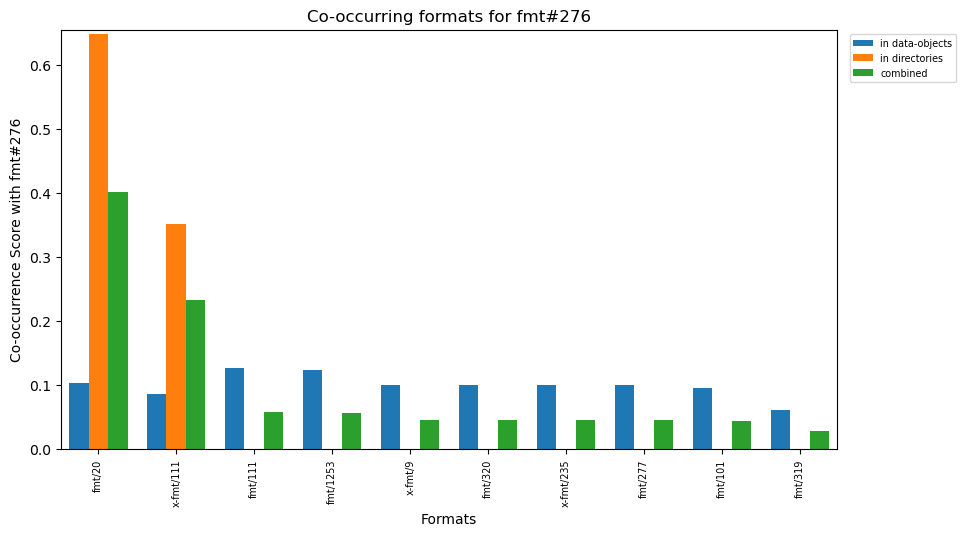 Co-occurring formats for fmt#276
in data-objects
in directories
combined
Co-occurrence Score with fmt#276
0.6
0.5
0.4
0.3
0.2
0.1
0.0
fmt/20
x-fmt/111
fmt/111
fmt/1253
x-fmt/9
fmt/320
x-fmt/235
fmt/277
fmt/101
fmt/319
Formats